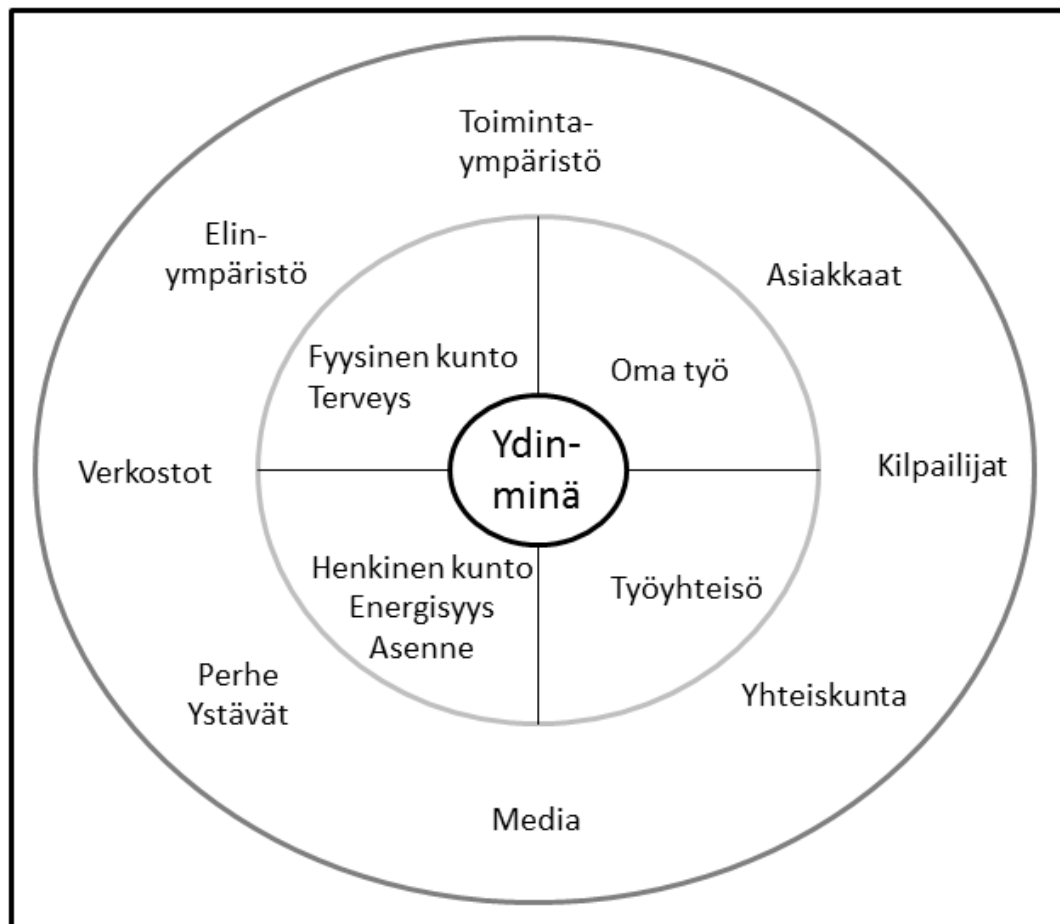 Toiminta-
ympäristö
Elin-
ympäristö
Asiakkaat
Fyysinen kunto
Terveys
Oma työ
Ydin-
minä
Verkostot
Kilpailijat
Henkinen kunto
Energisyys
Asenne
Työyhteisö
Perhe
Ystävät
Yhteiskunta
Media